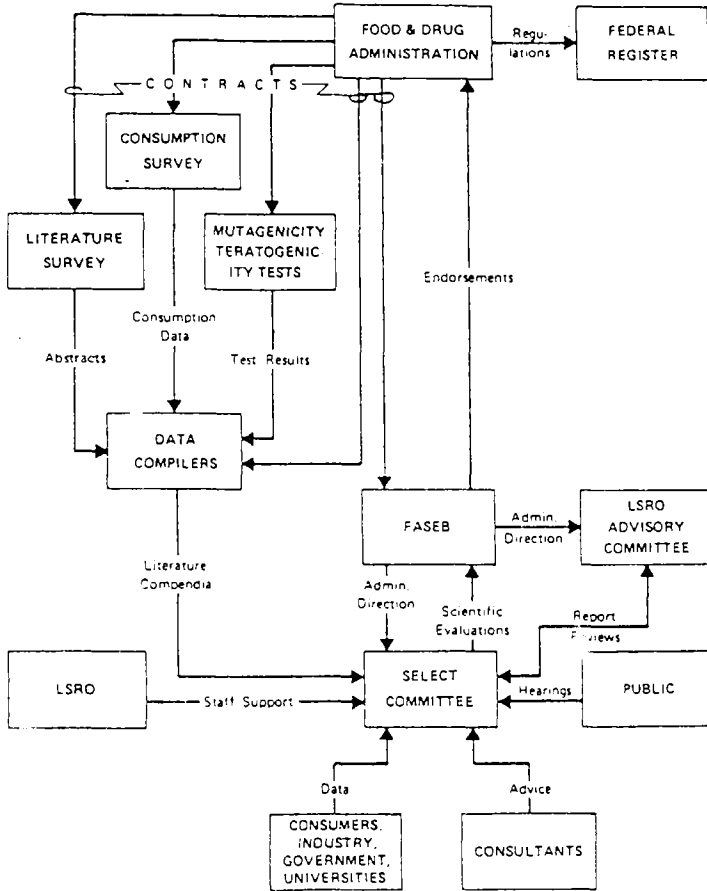 FOOD & DRUG
ADMINISTRATION
Regu-
lations
FEDERAL
REGISTER
CONTRACTS
CONSUMPTION
SURVEY
LITERATURE
SURVEY
MUTAGENICITY
TERATOGENIC-
ITY TESTS
Endorsements
Consumption
Data
Abstracts
Test Results
DATA
COMPILERS
FASEB
Admin.
Direction
LSRO
ADVISORY
COMMITTEE
Literature
Compendia
Admin.
Direction
Scientific
Evaluations
Report
Reviews
LSRO
Staff Support
SELECT
COMMITTEE
Hearings
PUBLIC
Data
Advice
CONSUMERS,
INDUSTRY,
GOVERNMENT,
UNIVERSITIES
CONSULTANTS